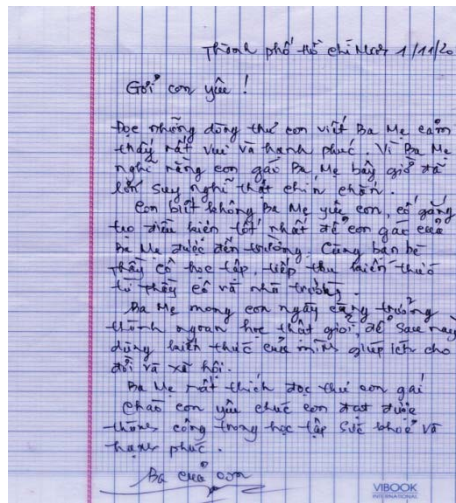 Thành phố Hồ Chí Minh 1/11/20
Gởi con yêu !
Đọc những dòng thư con viết Ba Mẹ cảm
thấy rất vui và hạnh phúc. Vì Ba Mẹ
nghĩ rằng con gái Ba Mẹ bây giờ đã
lớn suy nghĩ thật chín chắn.
Con biết không Ba Mẹ yêu con, cố gắng
tạo điều kiện tốt nhất để con gái của
Ba Mẹ được đến trường. Cùng bạn bè
thầy cô học tập, tiếp thu kiến thức
từ thầy cô và nhà trường.
Ba Mẹ mong con ngày càng trưởng
thành ngoan học thật giỏi để sau này
dùng kiến thức của mình giúp ích cho
đời và xã hội.
Ba Mẹ rất thích đọc thư con gái
Chào con yêu chúc con đạt được
thành công trong học tập sức khoẻ và
hạnh phúc.
Ba của con
VIBOOK
INTERNATIONAL